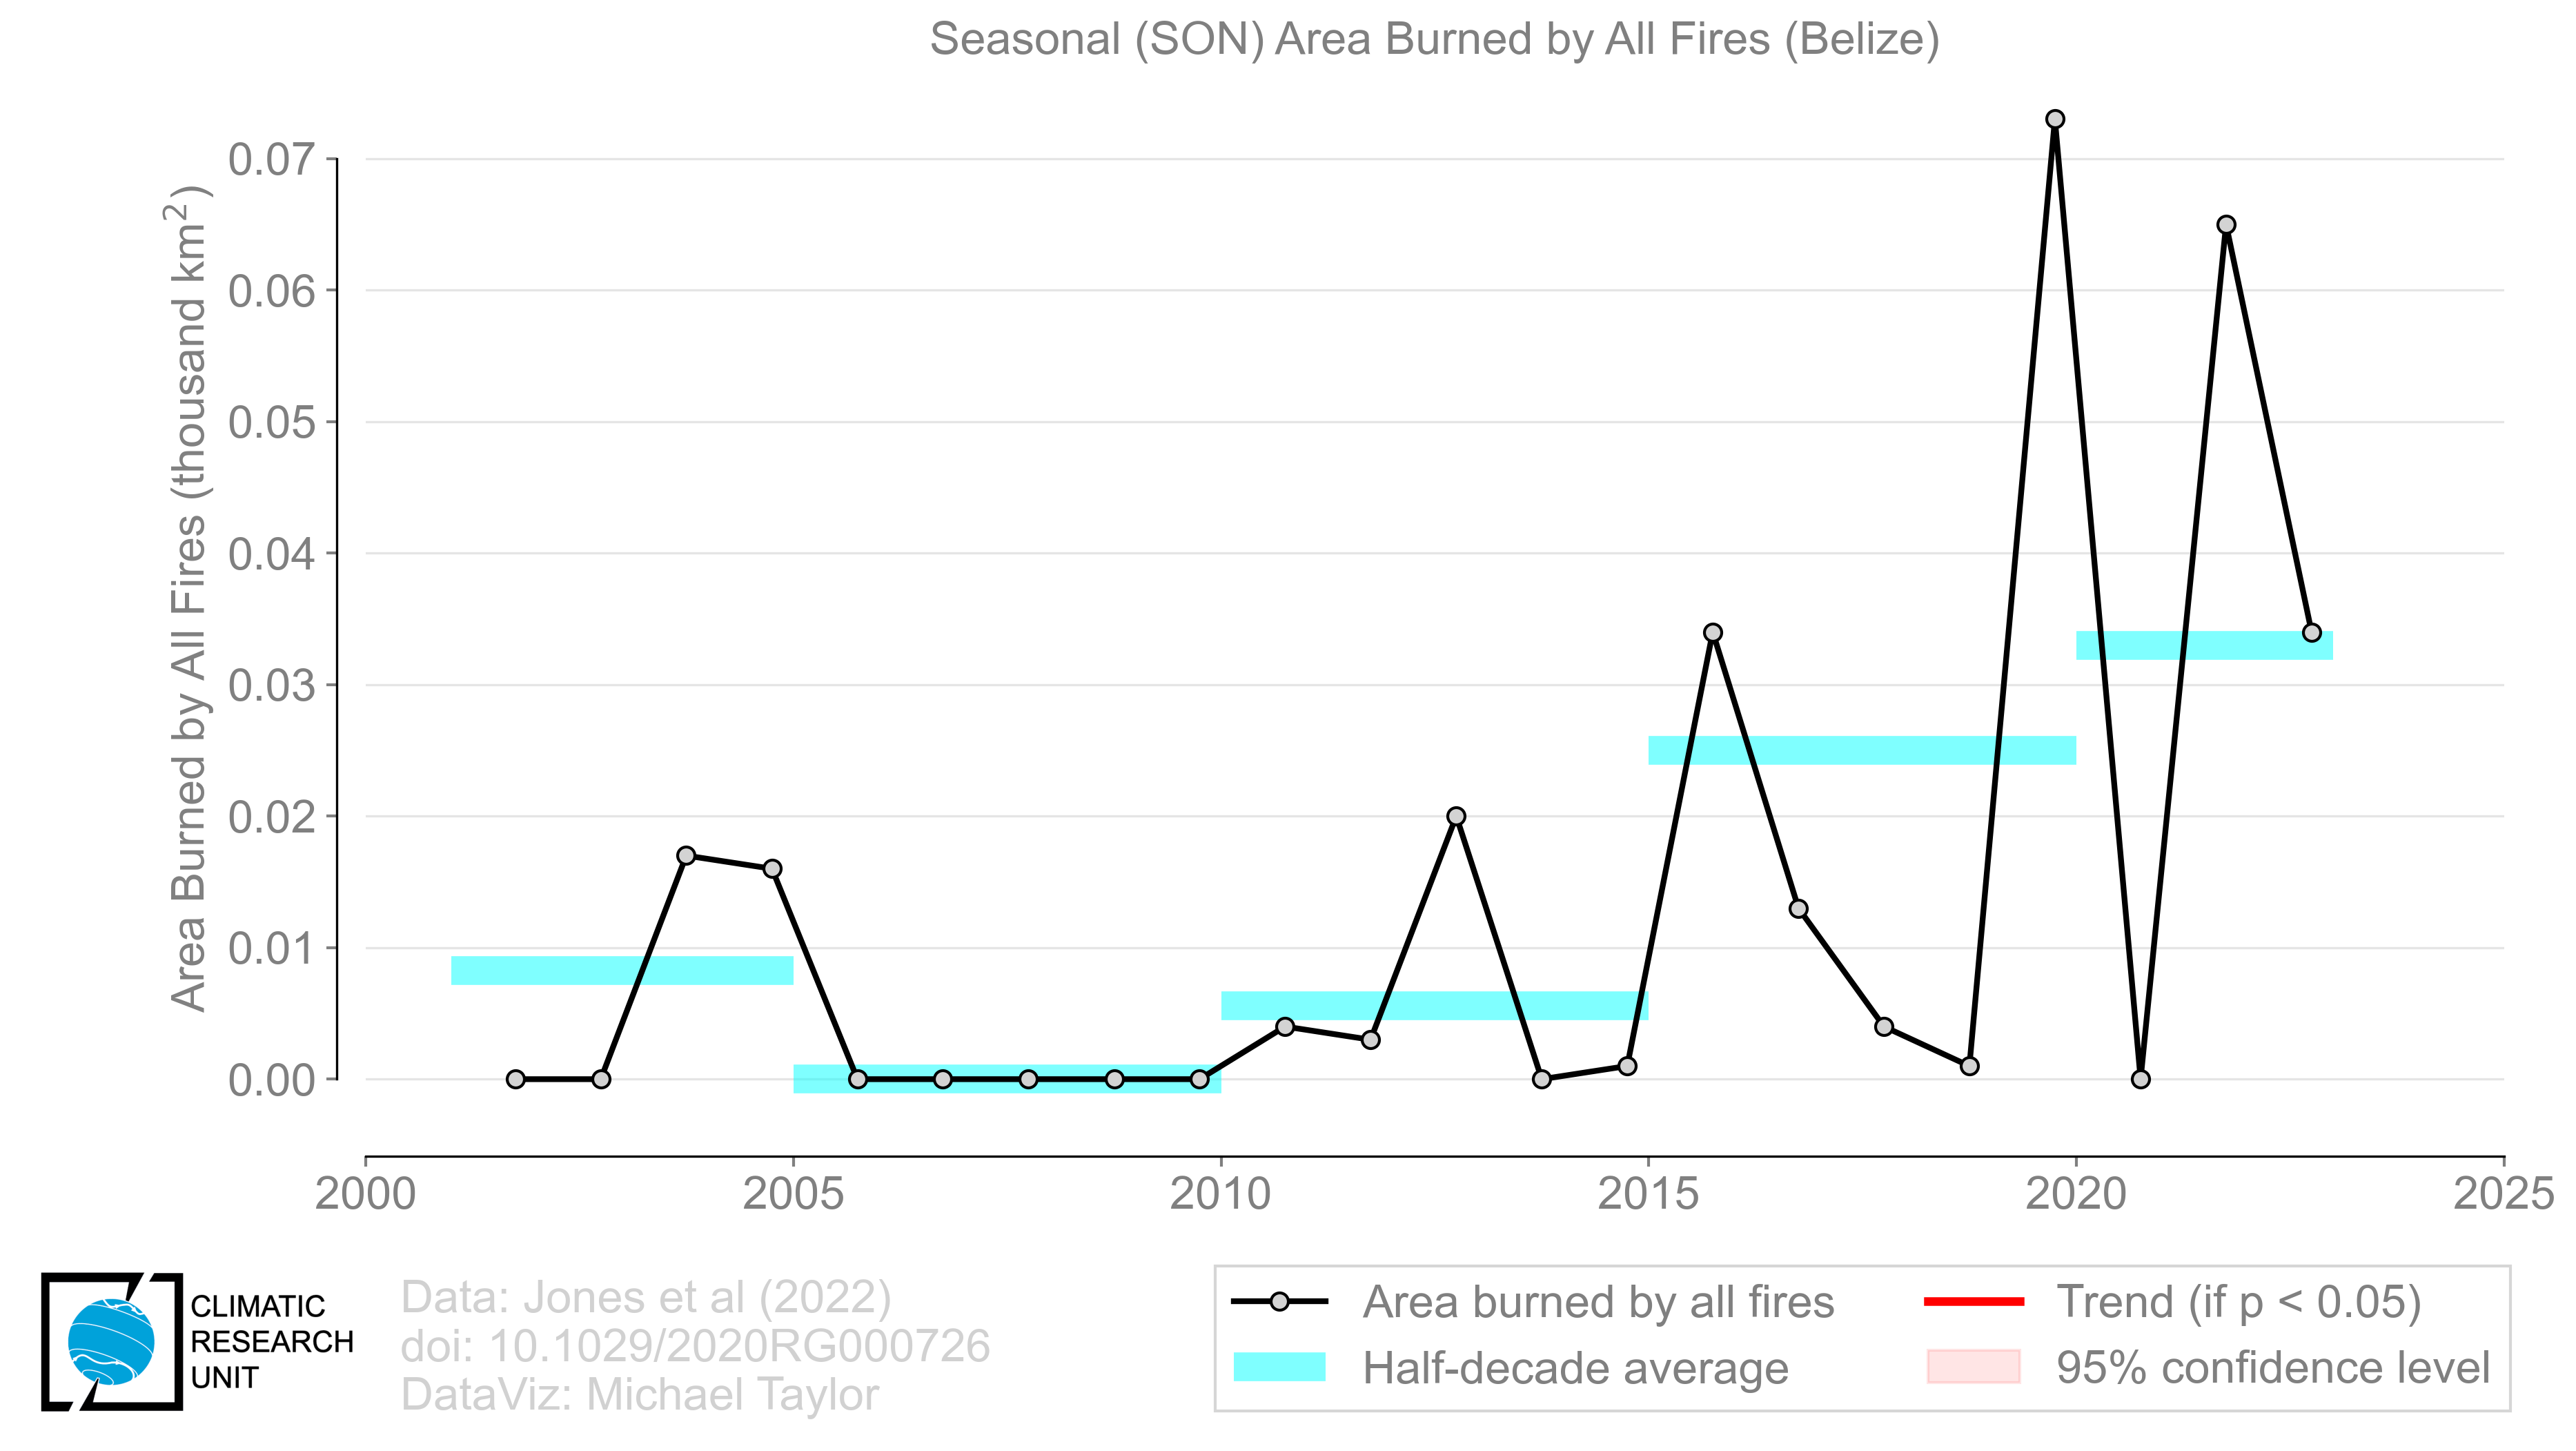 Seasonal (SON) Area Burned by All Fires (Belize)
Area Burned by All Fires (thousand km²)
0.07
0.06
0.05
0.04
0.03
0.02
0.01
0.00
2000 2005 2010 2015 2020 2025
CLIMATIC
RESEARCH
UNIT
Data: Jones et al (2022)
doi: 10.1029/2020RG000726
DataViz: Michael Taylor
Area burned by all fires
Half-decade average
Trend (if p < 0.05)
95% confidence level